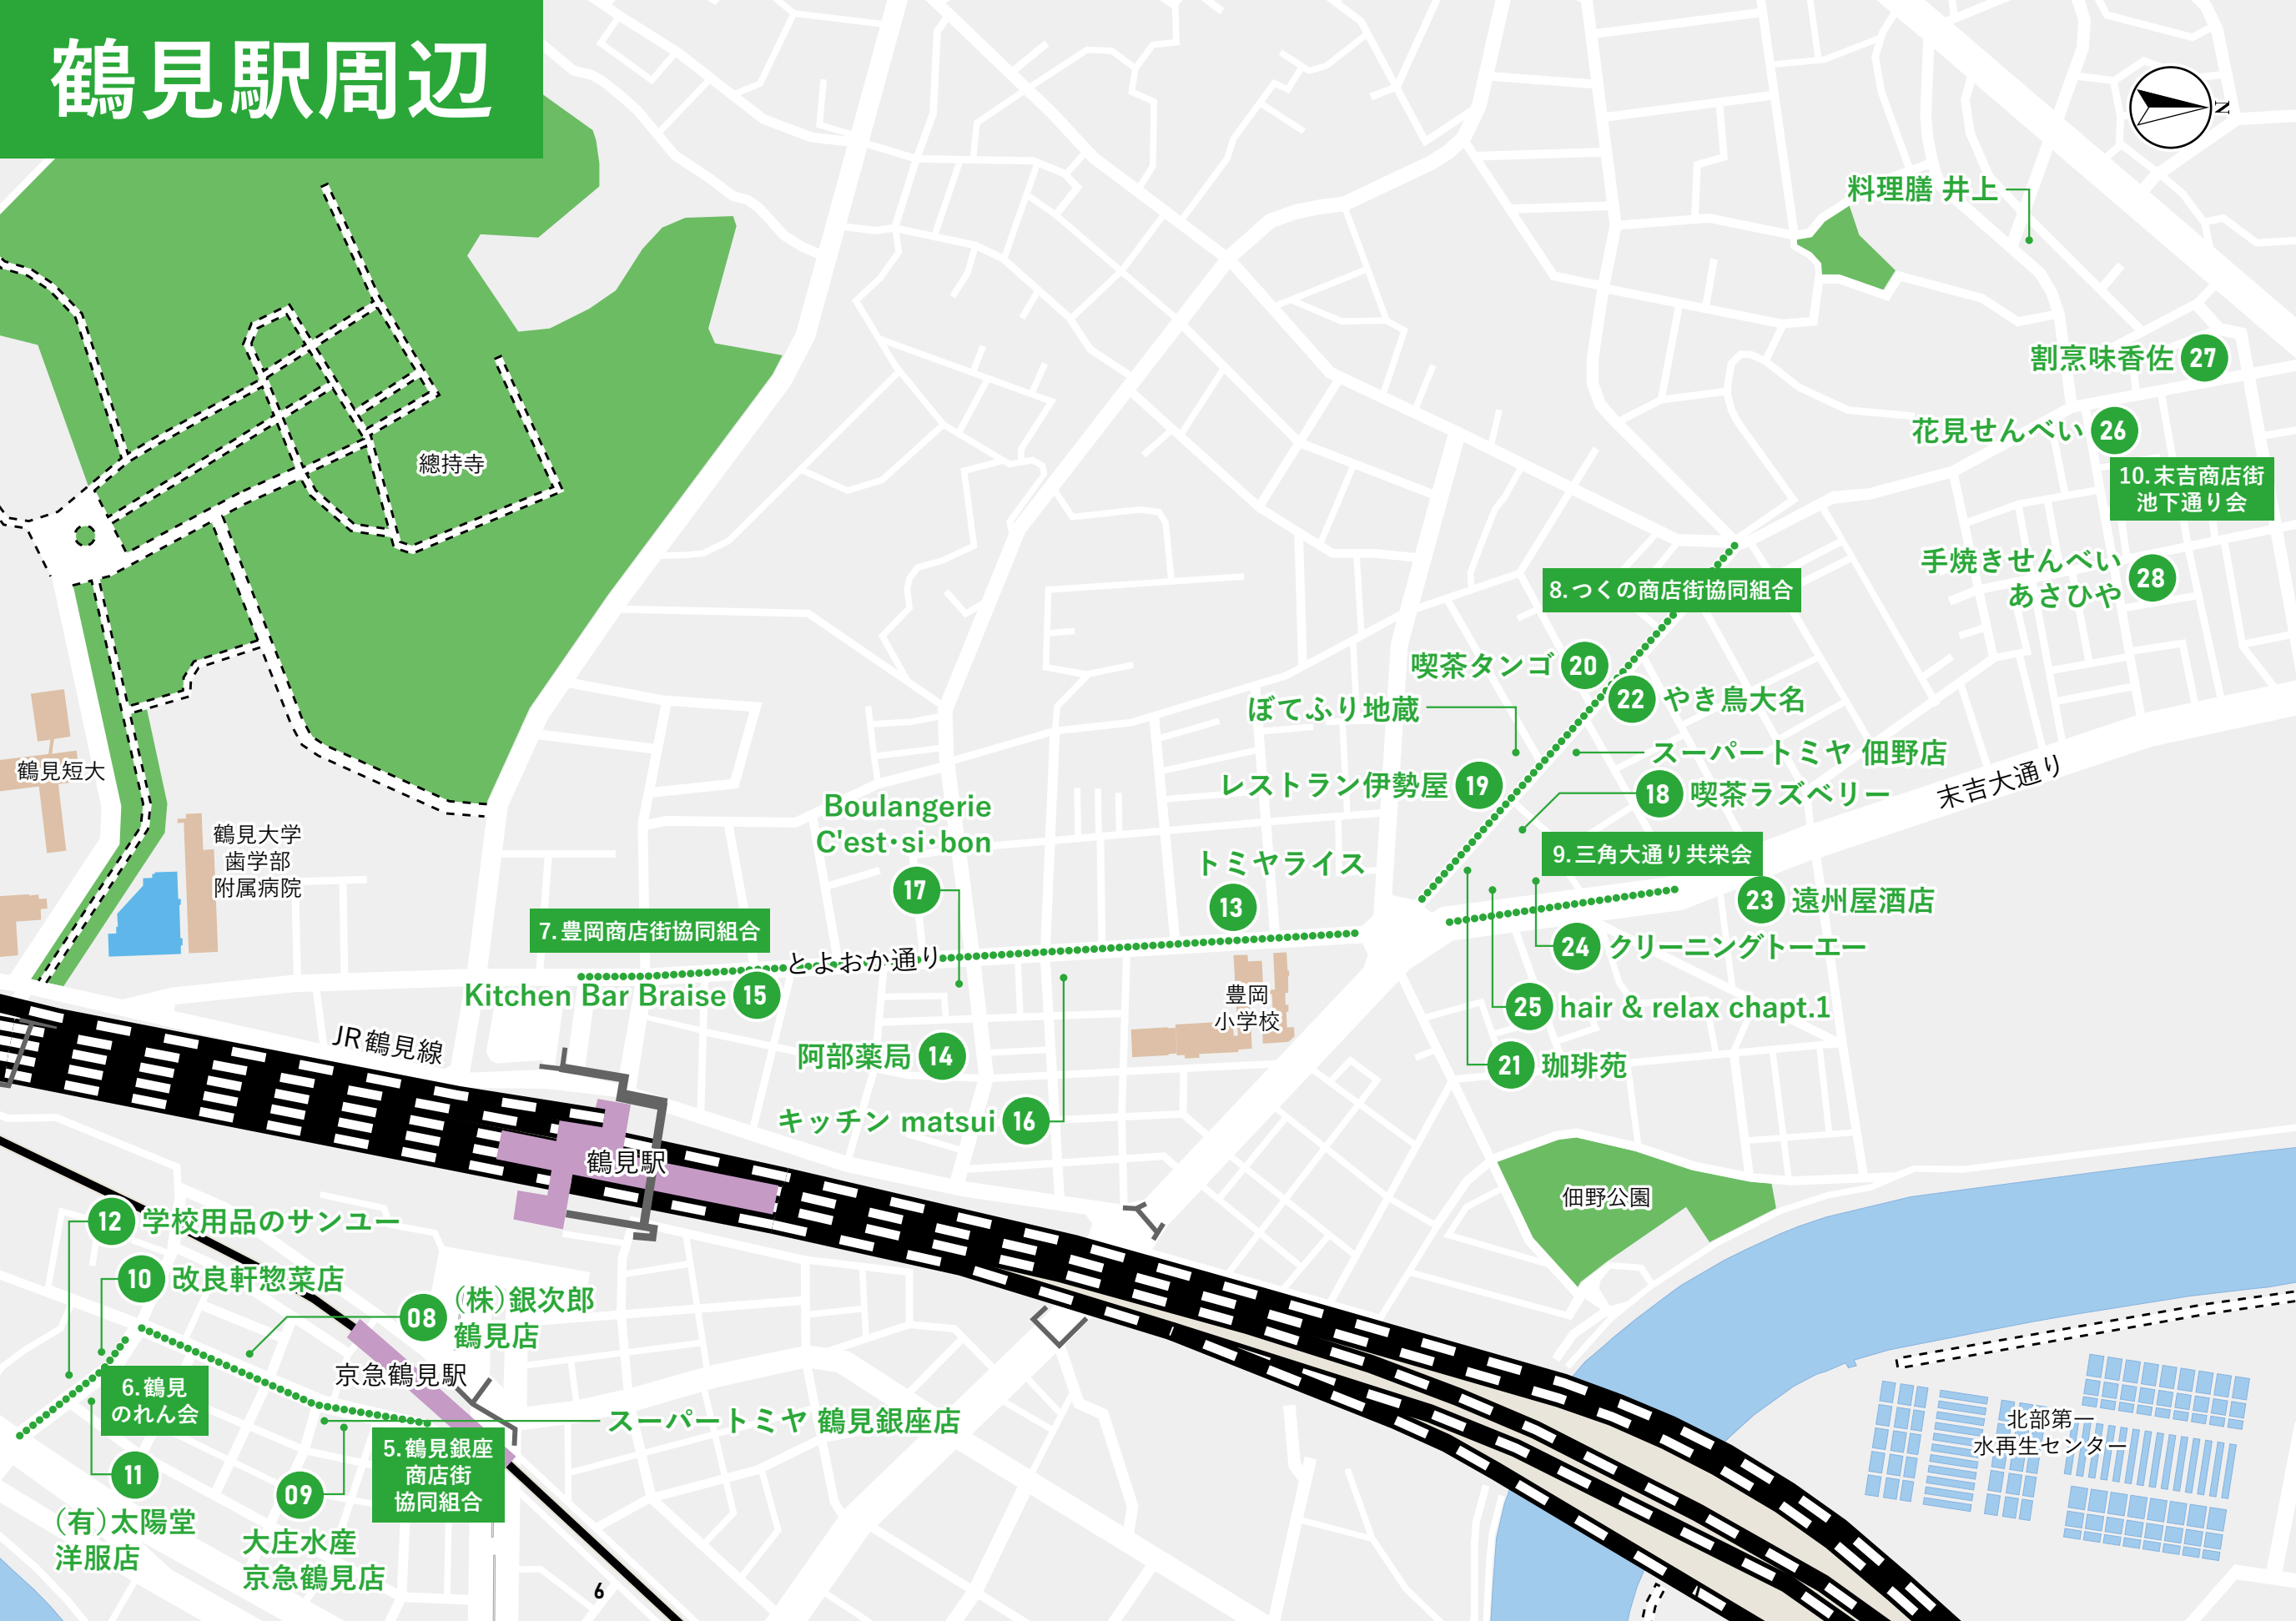 鶴見駅周辺
N
料理膳 井上
割烹味香佐 27
花見せんべい 26
10.末吉商店街
池下通り会
手焼きせんべい
あさひや 28
總持寺
8.つくの商店街協同組合
喫茶タンゴ 20
22 やき鳥大名
ぼてふり地蔵
スーパートミヤ 佃野店
レストラン伊勢屋 19
18 喫茶ラズベリー
末吉大通り
鶴見短大
鶴見大学
歯学部
附属病院
Boulangerie
C'est・si・bon
17
トミヤライス
13
9.三角大通り共栄会
23 遠州屋酒店
7.豊岡商店街協同組合
とよおか通り
24 クリーニングトーエー
Kitchen Bar Braise 15
豊岡
小学校
25 hair & relax chapt.1
JR鶴見線
阿部薬局 14
21 珈琲苑
キッチン matsui 16
鶴見駅
佃野公園
12 学校用品のサンユー
10 改良軒惣菜店
08 (株)銀次郎
鶴見店
京急鶴見駅
6.鶴見
のれん会
スーパートミヤ 鶴見銀座店
5.鶴見銀座
商店街
協同組合
11
(有)太陽堂
洋服店
09
大庄水産
京急鶴見店
北部第一
水再生センター
6